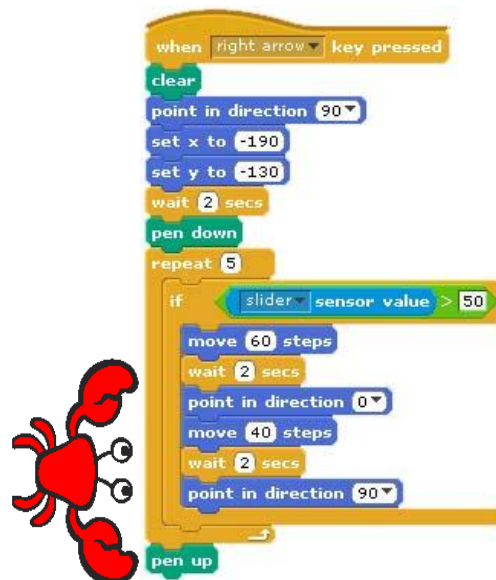 when right arrow key pressed
clear
point in direction 90
set x to -190
set y to -130
wait 2 secs
pen down
repeat 5
if slider sensor value > 50
move 60 steps
wait 2 secs
point in direction 0
move 40 steps
wait 2 secs
point in direction 90
pen up